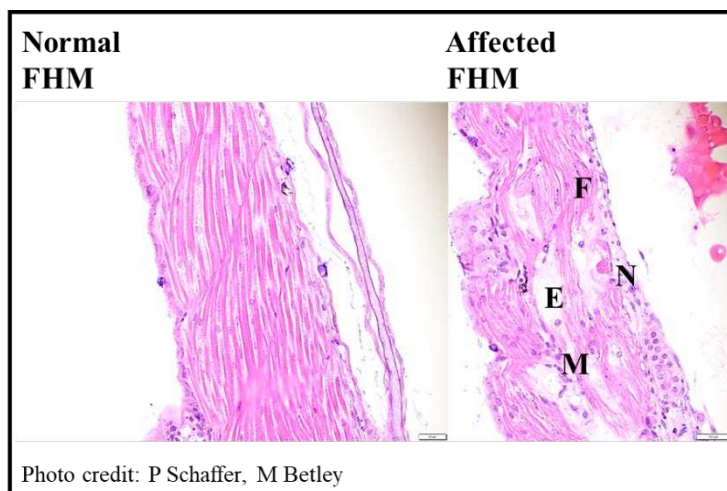 Normal
FHM
Affected
FHM
F
N
E
M
Photo credit: P Schaffer, M Betley